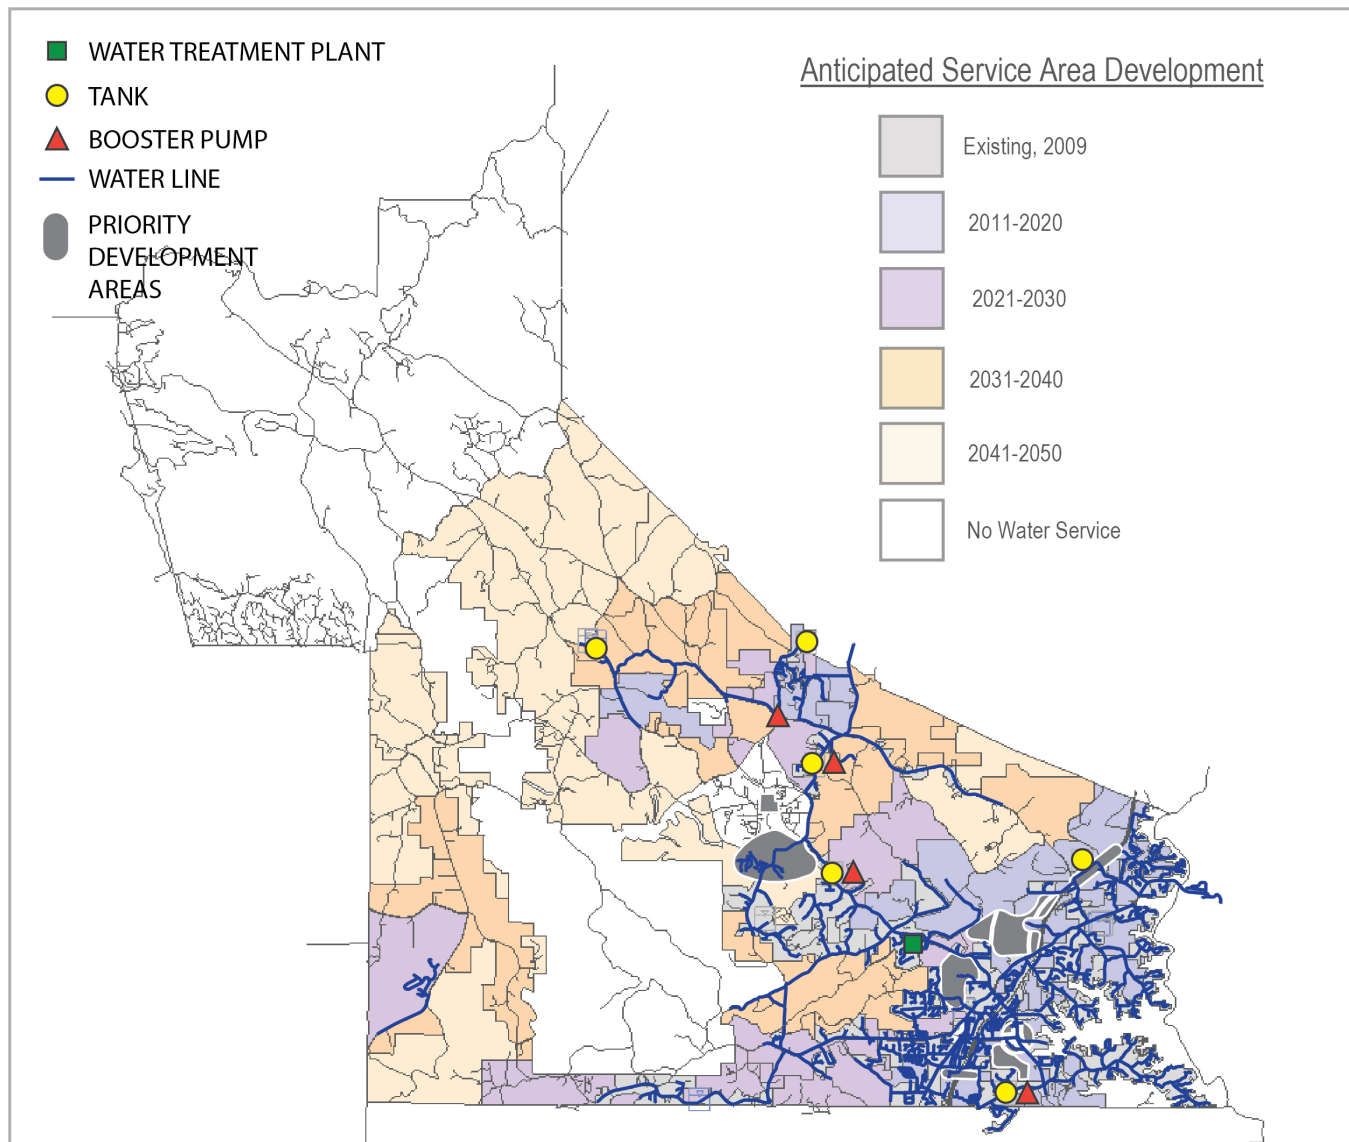 WATER TREATMENT PLANT
TANK
BOOSTER PUMP
WATER LINE
PRIORITY
DEVELOPMENT
AREAS
Anticipated Service Area Development
Existing, 2009
2011-2020
2021-2030
2031-2040
2041-2050
No Water Service